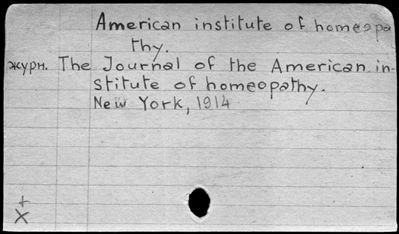 American institute of homeopa
thy.
журн. The Journal of the American in-
stitute of homeopathy.
New York, 1914
+
X